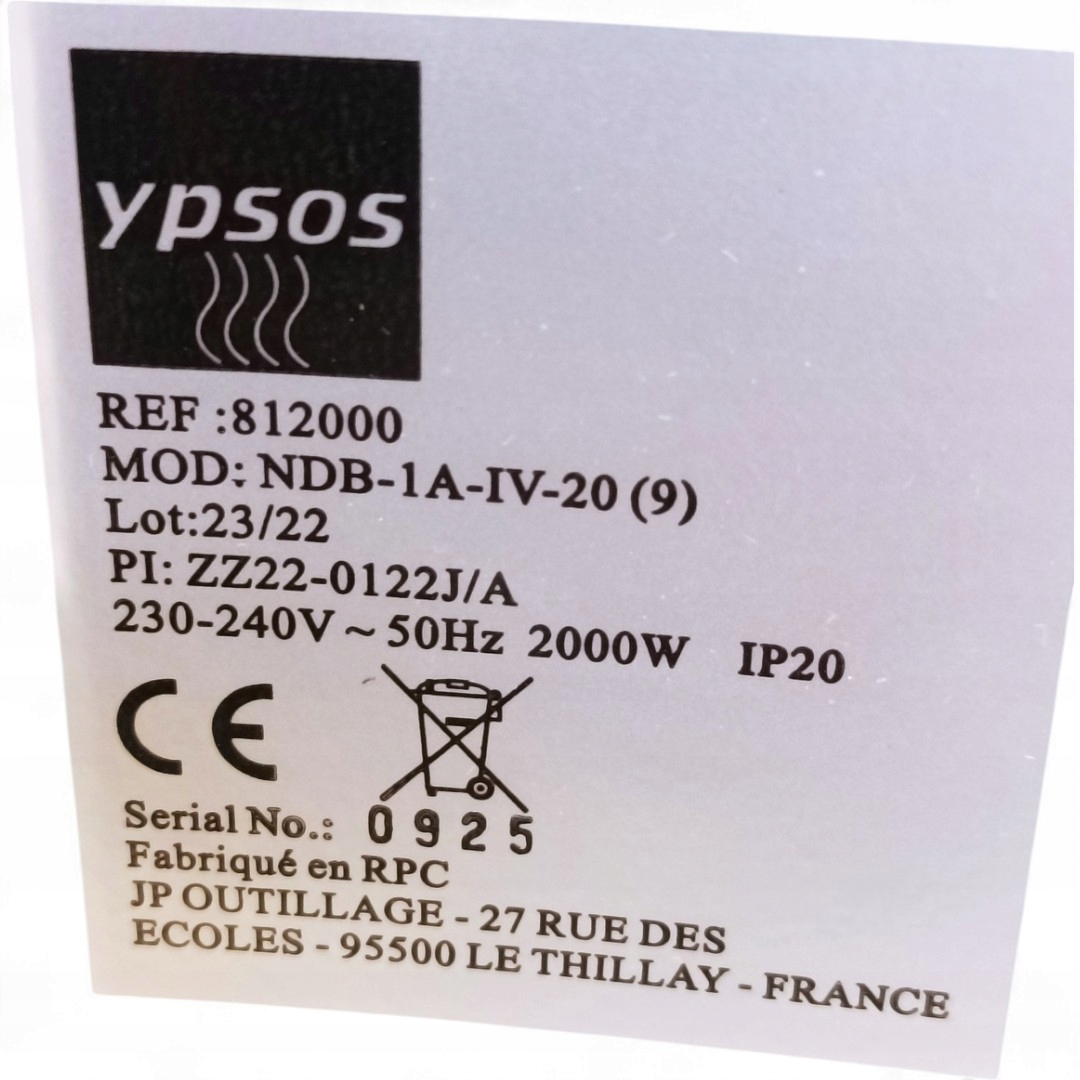 ypsos
REF :812000
MOD: NDB-1A-IV-20 (9)
Lot:23/22
PI: ZZ22-0122J/A
230-240V ~ 50Hz 2000W IP20
CE
Serial No.: 0925
Fabriqué en RPC
JP OUTILLAGE - 27 RUE DES
ECOLES - 95500 LE THILLAY - FRANCE